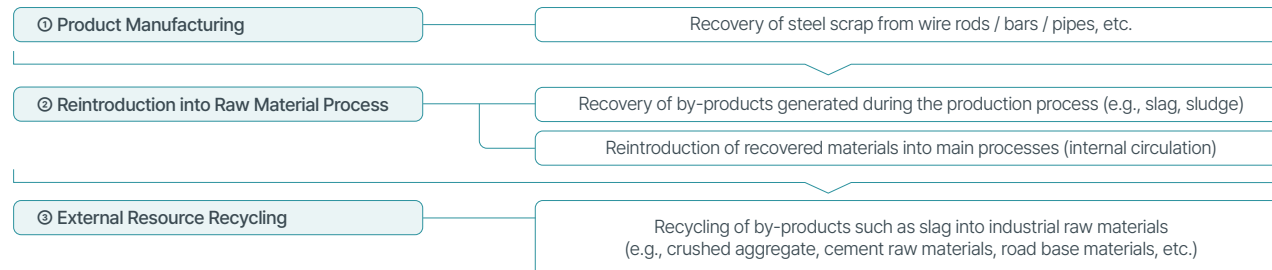 ① Product Manufacturing
Recovery of steel scrap from wire rods / bars / pipes, etc.
② Reintroduction into Raw Material Process
Recovery of by-products generated during the production process (e.g., slag, sludge)
Reintroduction of recovered materials into main processes (internal circulation)
③ External Resource Recycling
Recycling of by-products such as slag into industrial raw materials
(e.g., crushed aggregate, cement raw materials, road base materials, etc.)